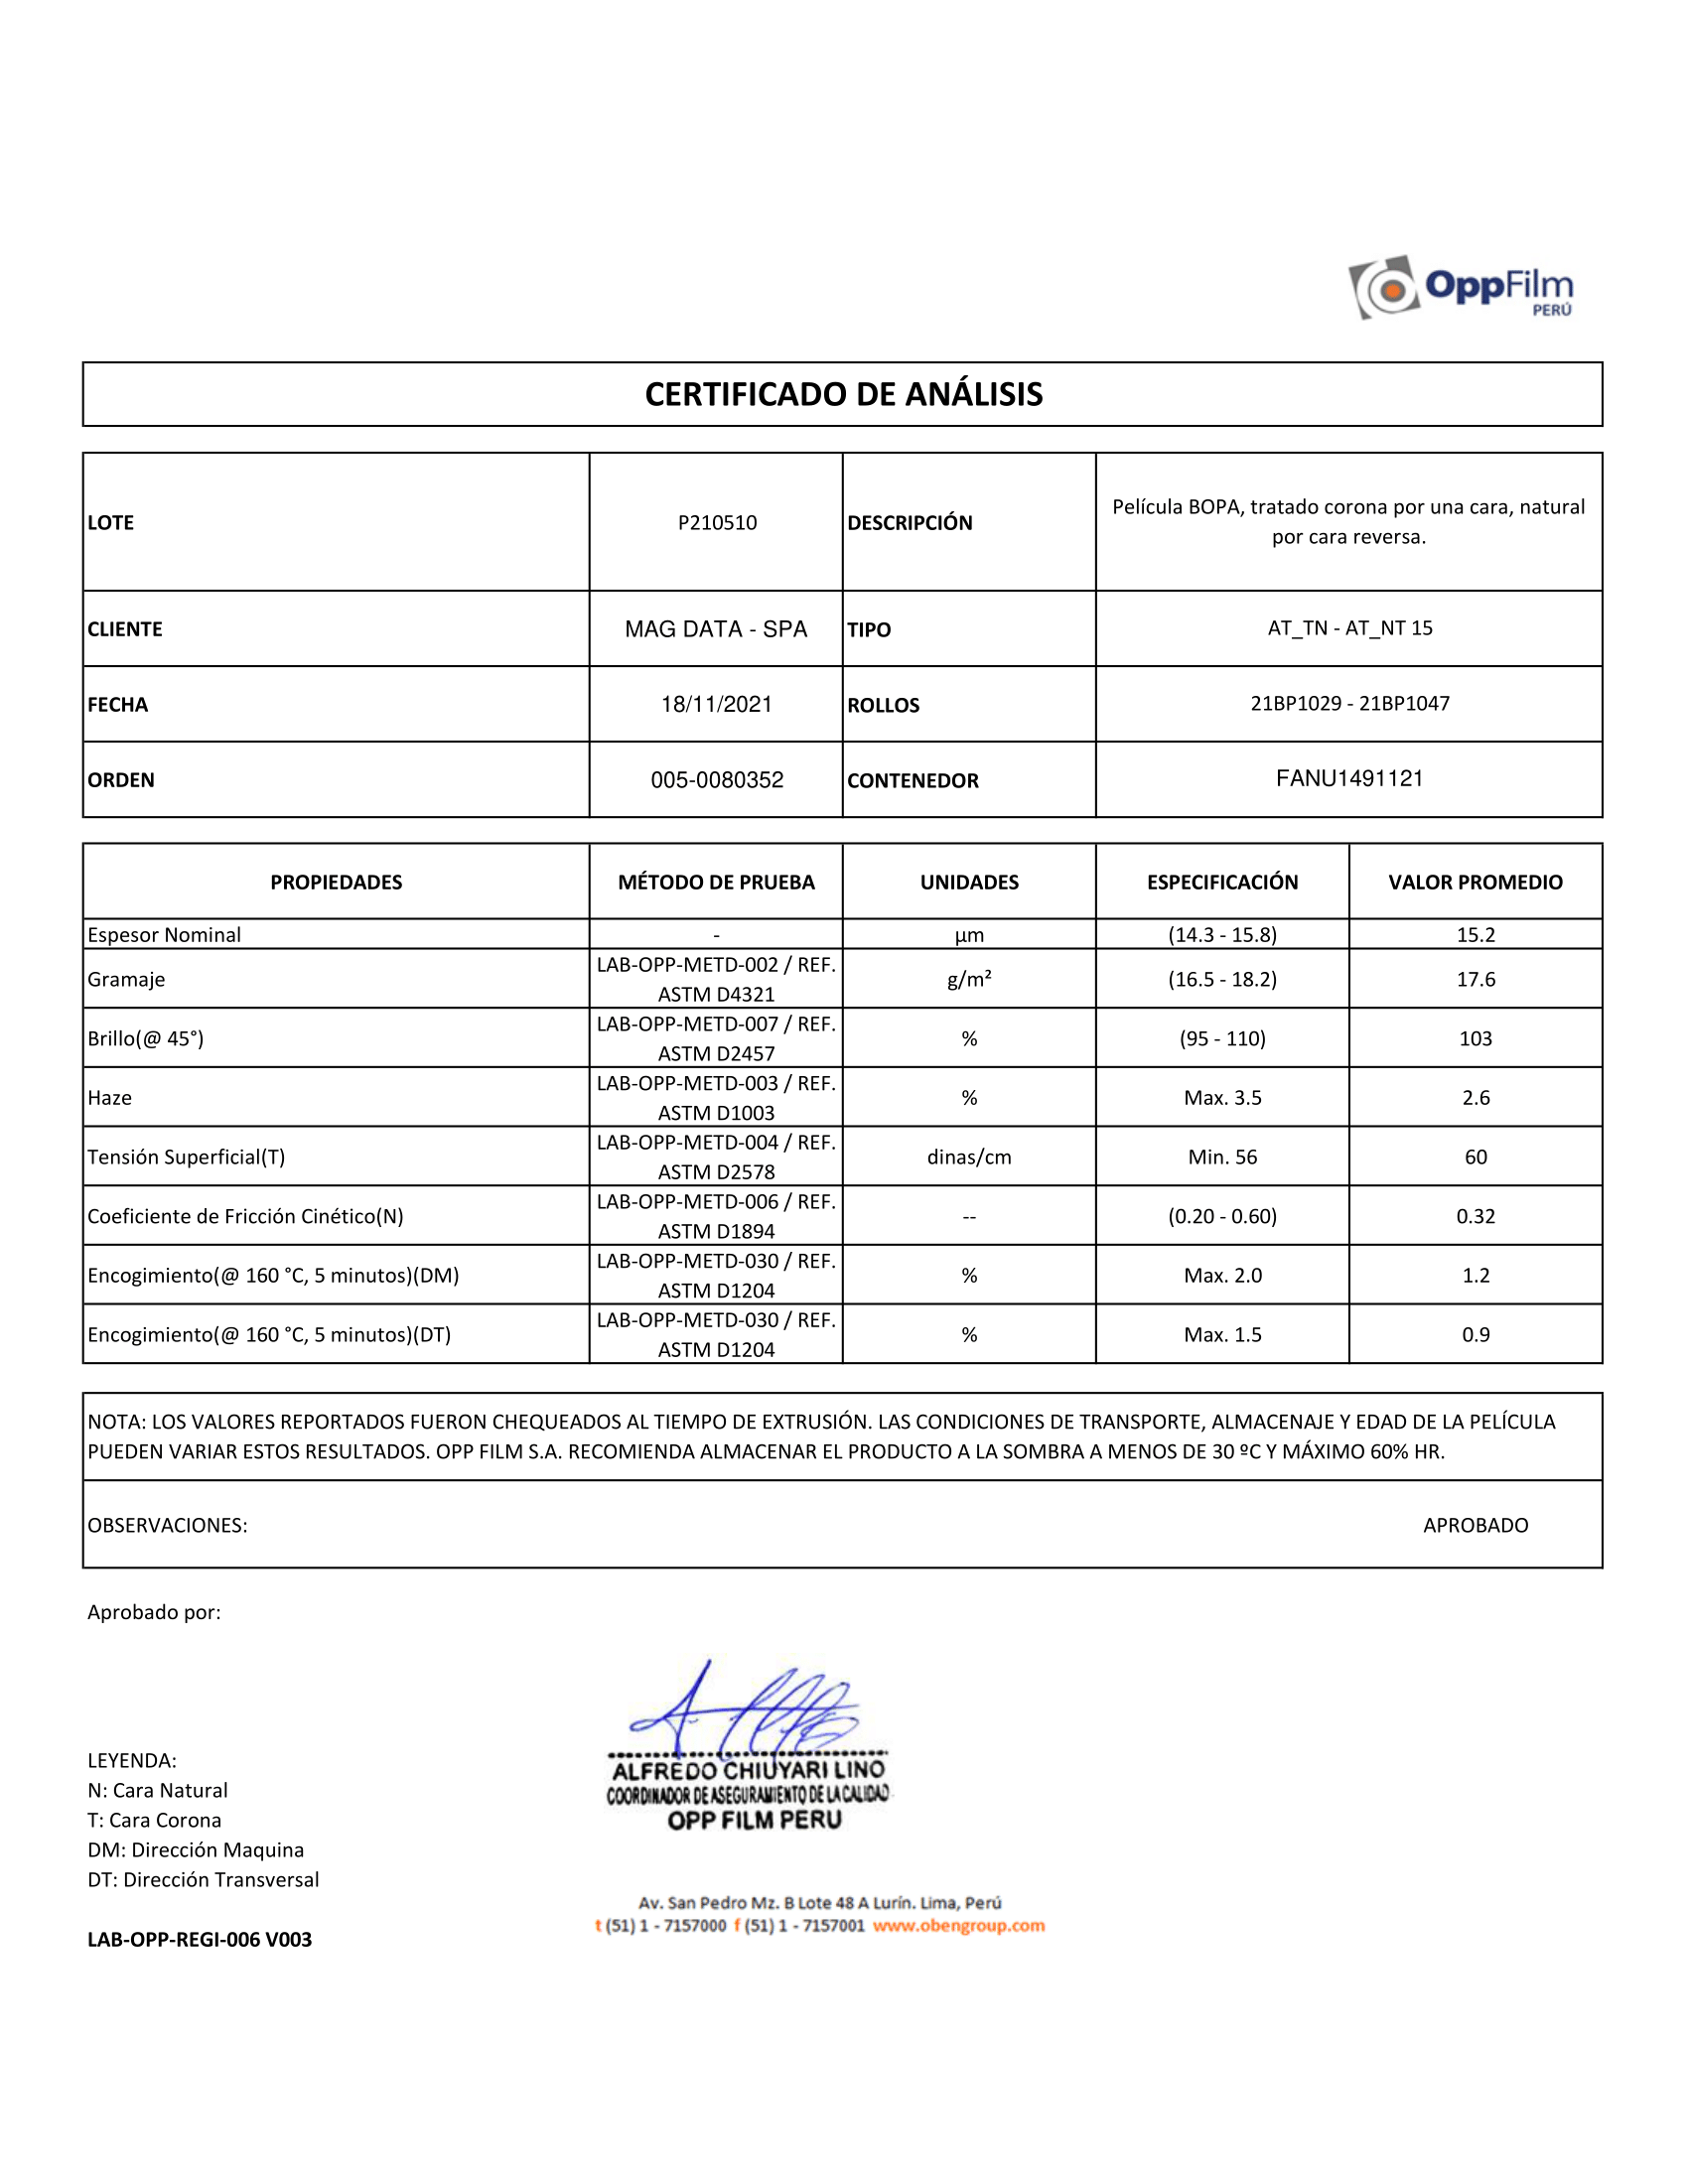 OppFilm
PERÚ
CERTIFICADO DE ANÁLISIS
LOTE P210510 DESCRIPCIÓN Película BOPA, tratado corona por una cara, natural
por cara reversa.
CLIENTE MAG DATA - SPA TIPO AT_TN - AT_NT 15
FECHA 18/11/2021 ROLLOS 21BP1029 - 21BP1047
ORDEN 005-0080352 CONTENEDOR FANU1491121
PROPIEDADES MÉTODO DE PRUEBA UNIDADES ESPECIFICACIÓN VALOR PROMEDIO
Espesor Nominal - µm (14.3 - 15.8) 15.2
Gramaje LAB-OPP-METD-002 / REF.
ASTM D4321 g/m² (16.5 - 18.2) 17.6
Brillo(@ 45°) LAB-OPP-METD-007 / REF.
ASTM D2457 % (95 - 110) 103
Haze LAB-OPP-METD-003 / REF.
ASTM D1003 % Max. 3.5 2.6
Tensión Superficial(T) LAB-OPP-METD-004 / REF.
ASTM D2578 dinas/cm Min. 56 60
Coeficiente de Fricción Cinético(N) LAB-OPP-METD-006 / REF.
ASTM D1894 -- (0.20 - 0.60) 0.32
Encogimiento(@ 160 °C, 5 minutos)(DM) LAB-OPP-METD-030 / REF.
ASTM D1204 % Max. 2.0 1.2
Encogimiento(@ 160 °C, 5 minutos)(DT) LAB-OPP-METD-030 / REF.
ASTM D1204 % Max. 1.5 0.9
NOTA: LOS VALORES REPORTADOS FUERON CHEQUEADOS AL TIEMPO DE EXTRUSIÓN. LAS CONDICIONES DE TRANSPORTE, ALMACENAJE Y EDAD DE LA PELÍCULA
PUEDEN VARIAR ESTOS RESULTADOS. OPP FILM S.A. RECOMIENDA ALMACENAR EL PRODUCTO A LA SOMBRA A MENOS DE 30 ºC Y MÁXIMO 60% HR.
OBSERVACIONES: APROBADO
Aprobado por:
ALFREDO CHIUYARI LINO
COORDINADOR DE ASEGURAMIENTO DE LA CALIDAD
OPP FILM PERU
LEYENDA:
N: Cara Natural
T: Cara Corona
DM: Dirección Maquina
DT: Dirección Transversal
Av. San Pedro Mz. B Lote 48 A Lurín. Lima, Perú
t (51) 1 - 7157000 f (51) 1 - 7157001 www.obengroup.com
LAB-OPP-REGI-006 V003